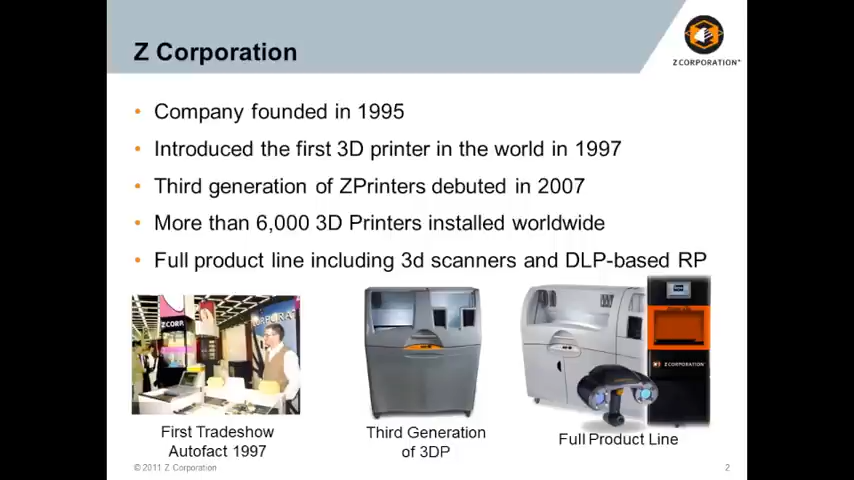 Z Corporation
Z CORPORATION
Company founded in 1995
Introduced the first 3D printer in the world in 1997
Third generation of ZPrinters debuted in 2007
More than 6,000 3D Printers installed worldwide
Full product line including 3d scanners and DLP-based RP
Z CORP.
Z CORPORATION
First Tradeshow
Autofact 1997
Third Generation
of 3DP
Full Product Line
© 2011 Z Corporation
2